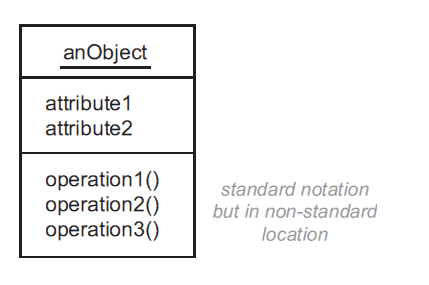 anObject
attribute1
attribute2
operation1()
operation2()
operation3()
standard notation
but in non-standard
location